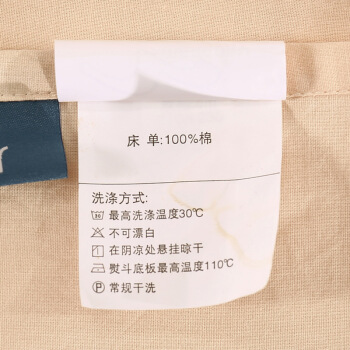 床 单:100%棉
洗涤方式:
最高洗涤温度30℃
不可漂白
在阴凉处悬挂晾干
熨斗底板最高温度110℃
Ⓟ 常规干洗